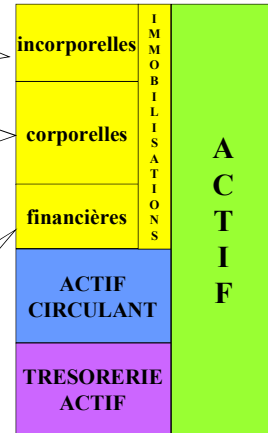 incorporelles
corporelles
financières
IMMOBILISATIONS
ACTIF
CIRCULANT
TRESORERIE
ACTIF
ACTIF